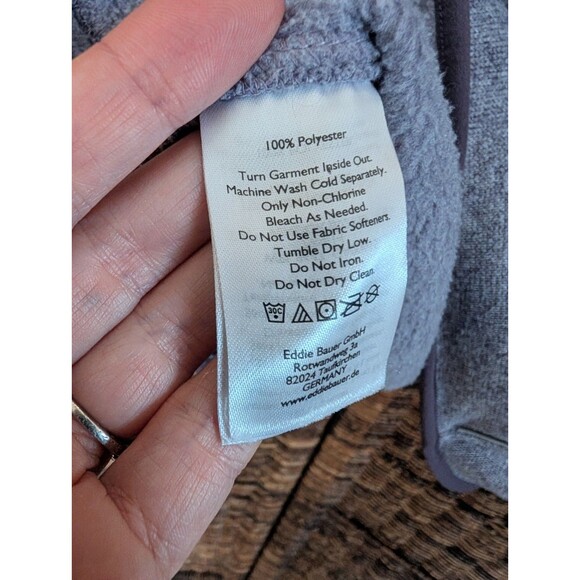 100% Polyester
Turn Garment Inside Out.
Machine Wash Cold Separately.
Only Non-Chlorine
Bleach As Needed.
Do Not Use Fabric Softeners.
Tumble Dry Low.
Do Not Iron.
Do Not Dry Clean.
30C
Eddie Bauer GmbH
Rotwandweg 3a
82024 Taufkirchen
GERMANY
www.eddiebauer.de